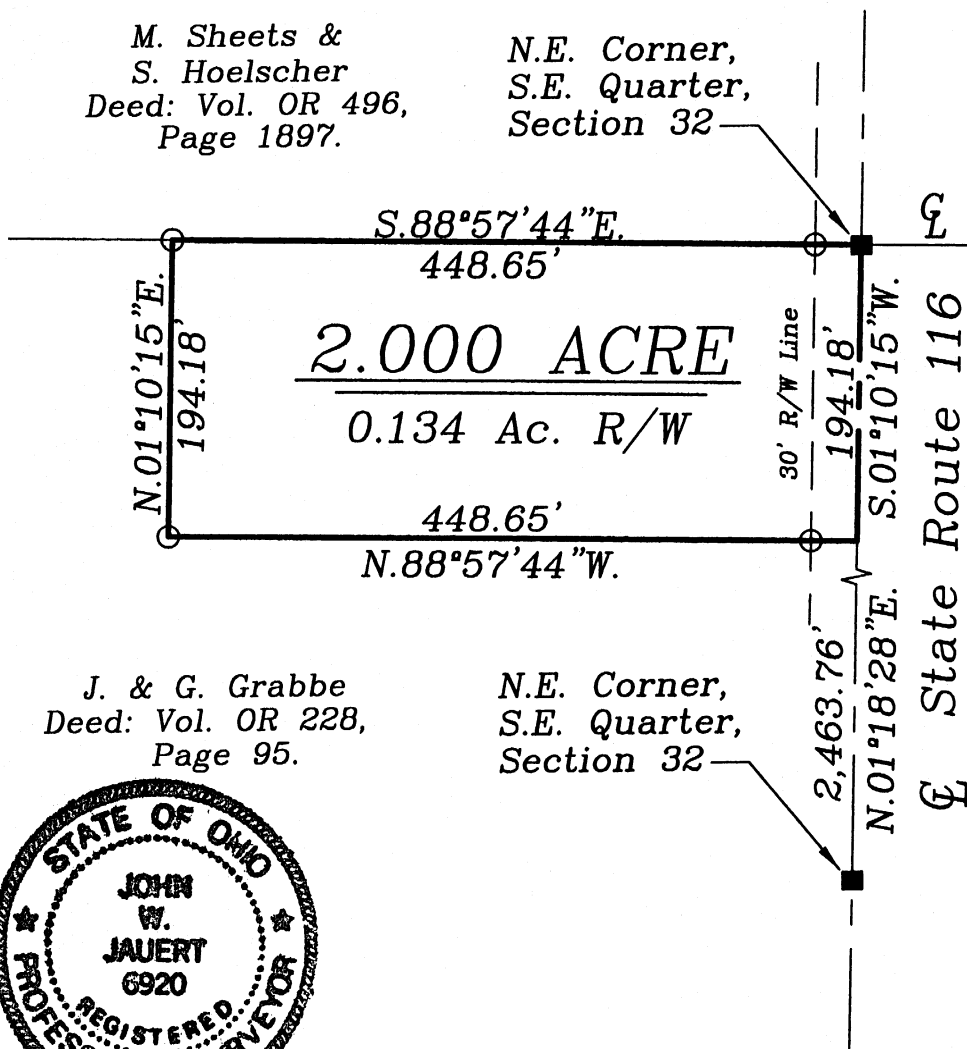 M. Sheets &
S. Hoelscher
Deed: Vol. OR 496,
Page 1897.
N.E. Corner,
S.E. Quarter,
Section 32
S.88°57'44"E.
448.65'
N.01°10'15"E.
194.18'
2.000 ACRE
0.134 Ac. R/W
30' R/W Line
194.18'
S.01°10'15"W.
℄ State Route 116 ℄
448.65'
N.88°57'44"W.
2,463.76'
N.01°18'28"E.
J. & G. Grabbe
Deed: Vol. OR 228,
Page 95.
N.E. Corner,
S.E. Quarter,
Section 32
STATE OF OHIO
JOHN
W.
JAUERT
6920
REGISTERED